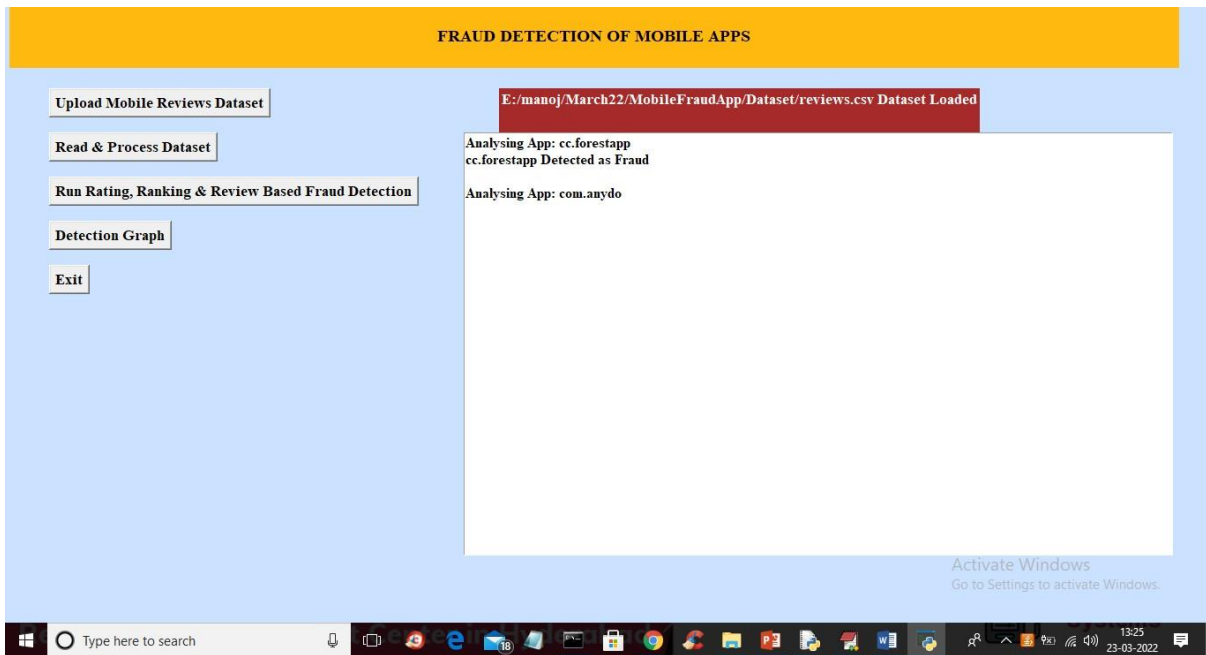 FRAUD DETECTION OF MOBILE APPS
Upload Mobile Reviews Dataset
E:/manoj/March22/MobileFraudApp/Dataset/reviews.csv Dataset Loaded
Read & Process Dataset
Analysing App: cc.forestapp
cc.forestapp Detected as Fraud
Run Rating, Ranking & Review Based Fraud Detection
Analysing App: com.anydo
Detection Graph
Exit
Activate Windows
Go to Settings to activate Windows.
Type here to search
18
13:25
23-03-2022